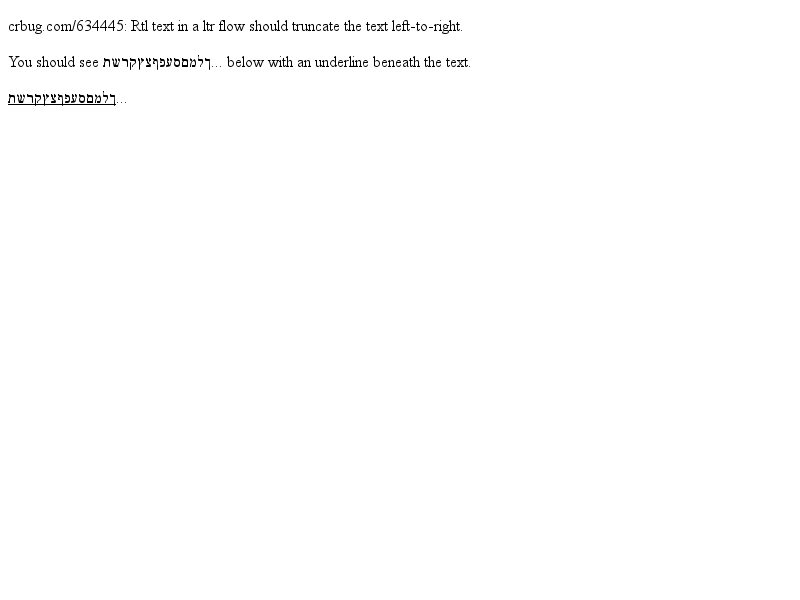 crbug.com/634445: Rtl text in a ltr flow should truncate the text left-to-right.
You should see ךלמםסעפףצץקרשת... below with an underline beneath the text.
ךלמםסעפףצץקרשת...